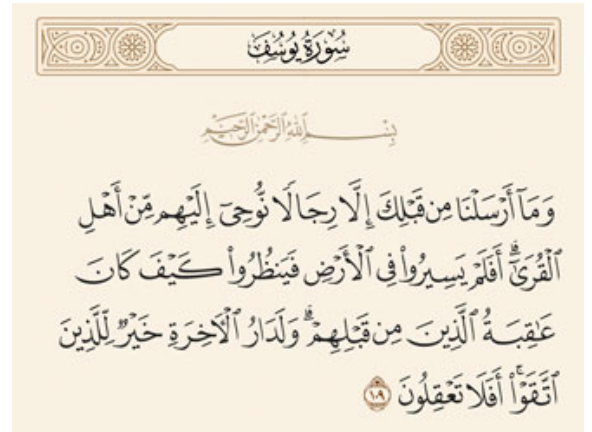 سُورَةُ يُوسُفَ
بِسْمِ ٱللَّهِ ٱلرَّحْمَٰنِ ٱلرَّحِيمِ
وَمَآ أَرْسَلْنَا مِن قَبْلِكَ إِلَّا رِجَالًا نُّوحِىٓ إِلَيْهِم مِّنْ أَهْلِ
ٱلْقُرَىٰٓ ۗ أَفَلَمْ يَسِيرُوا۟ فِى ٱلْأَرْضِ فَيَنظُرُوا۟ كَيْفَ كَانَ
عَٰقِبَةُ ٱلَّذِينَ مِن قَبْلِهِمْ ۗ وَلَدَارُ ٱلْـَٔاخِرَةِ خَيْرٌ لِّلَّذِينَ
ٱتَّقَوْا۟ ۗ أَفَلَا تَعْقِلُونَ ١٠٩